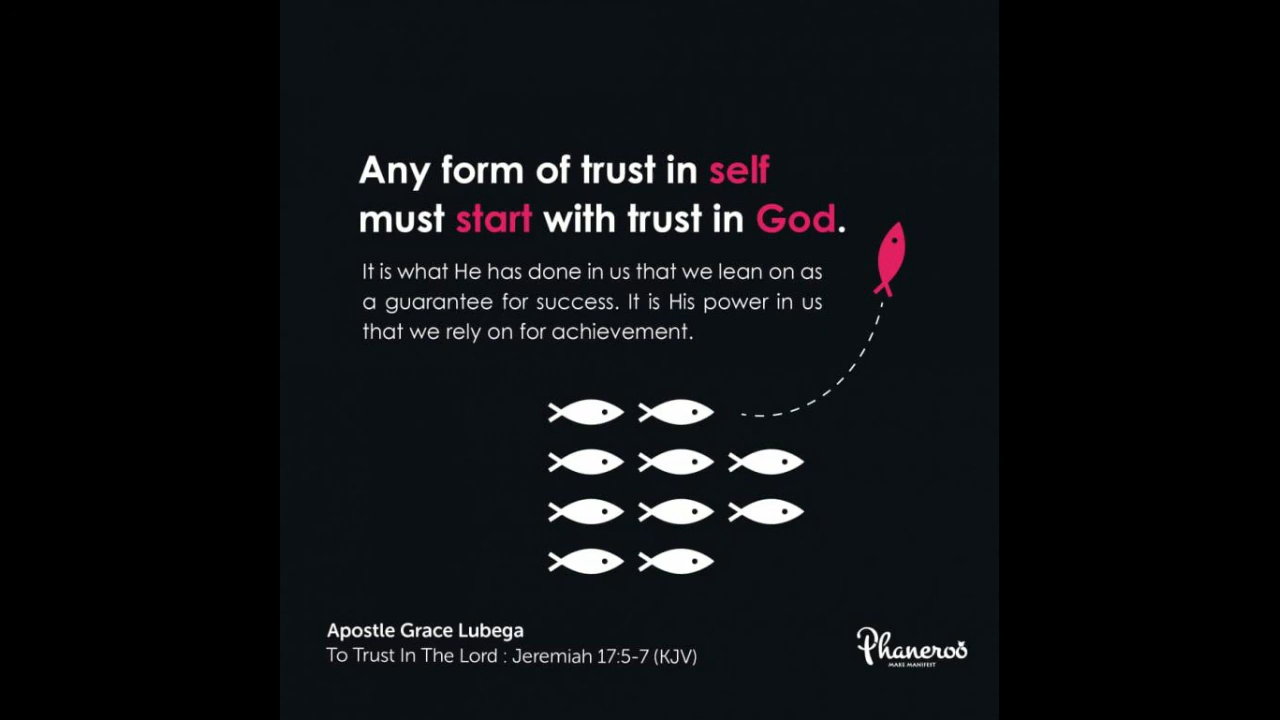 Any form of trust in self
must start with trust in God.
It is what He has done in us that we lean on as
a guarantee for success. It is His power in us
that we rely on for achievement.
Apostle Grace Lubega
To Trust In The Lord : Jeremiah 17:5-7 (KJV)
Phaneroo
MAKE MANIFEST